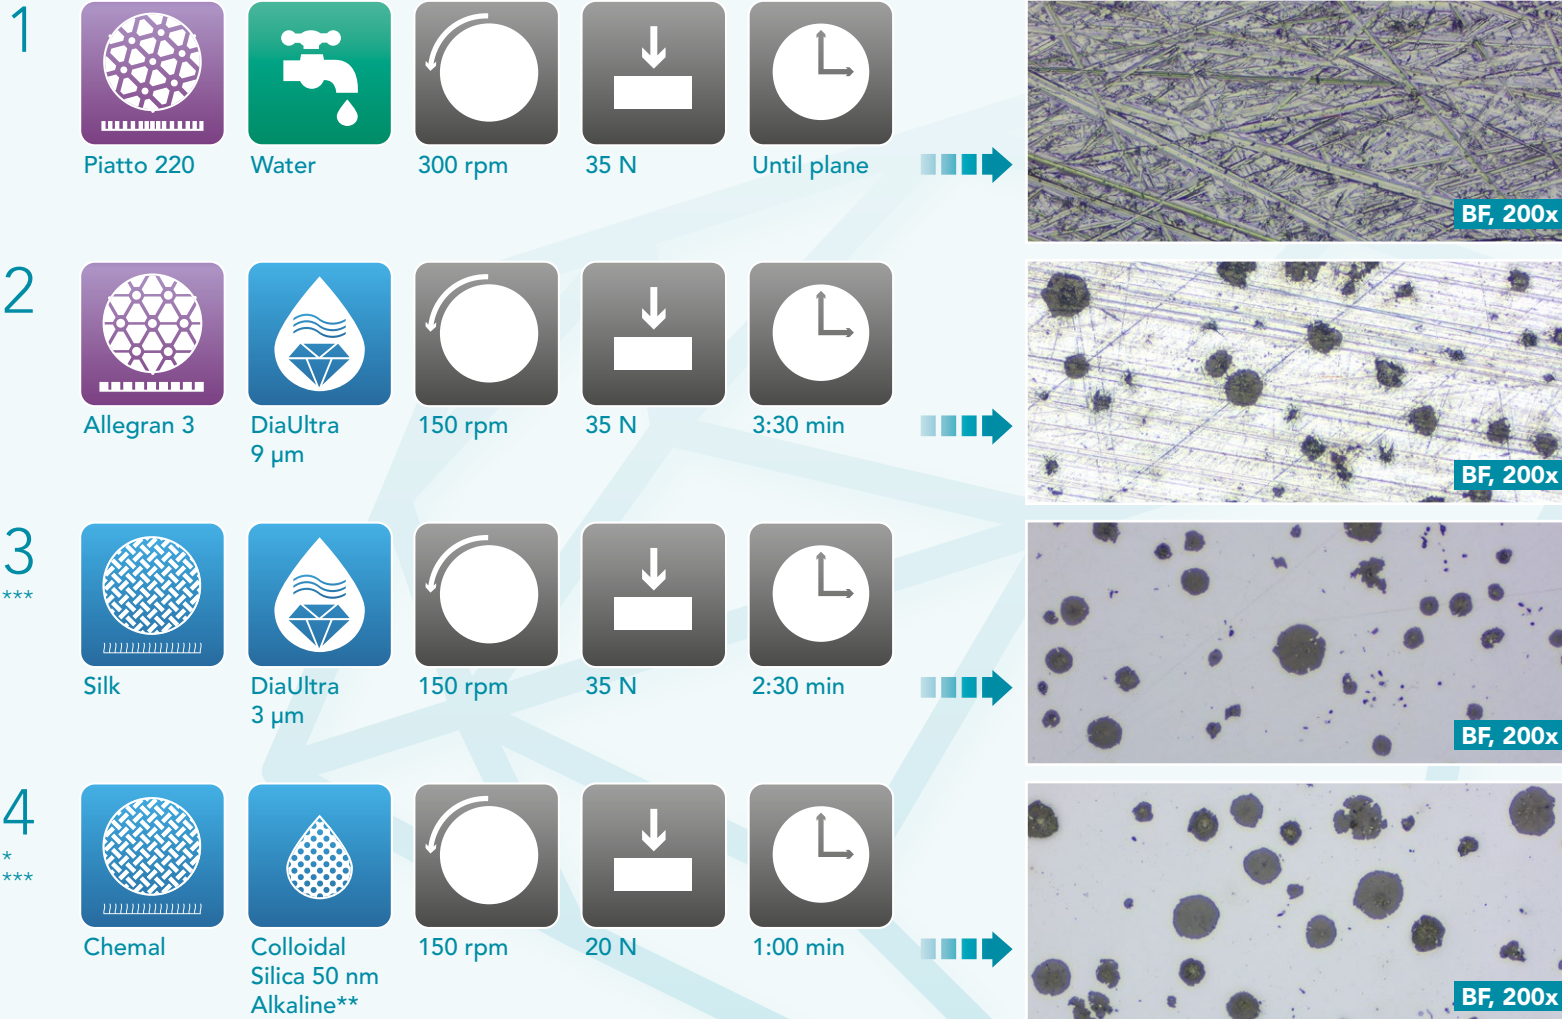 1
Piatto 220
Water
300 rpm
35 N
Until plane
BF, 200x
2
Allegran 3
DiaUltra
9 µm
150 rpm
35 N
3:30 min
BF, 200x
3
***
Silk
DiaUltra
3 µm
150 rpm
35 N
2:30 min
BF, 200x
4
*
***
Chemal
Colloidal
Silica 50 nm
Alkaline**
150 rpm
20 N
1:00 min
BF, 200x